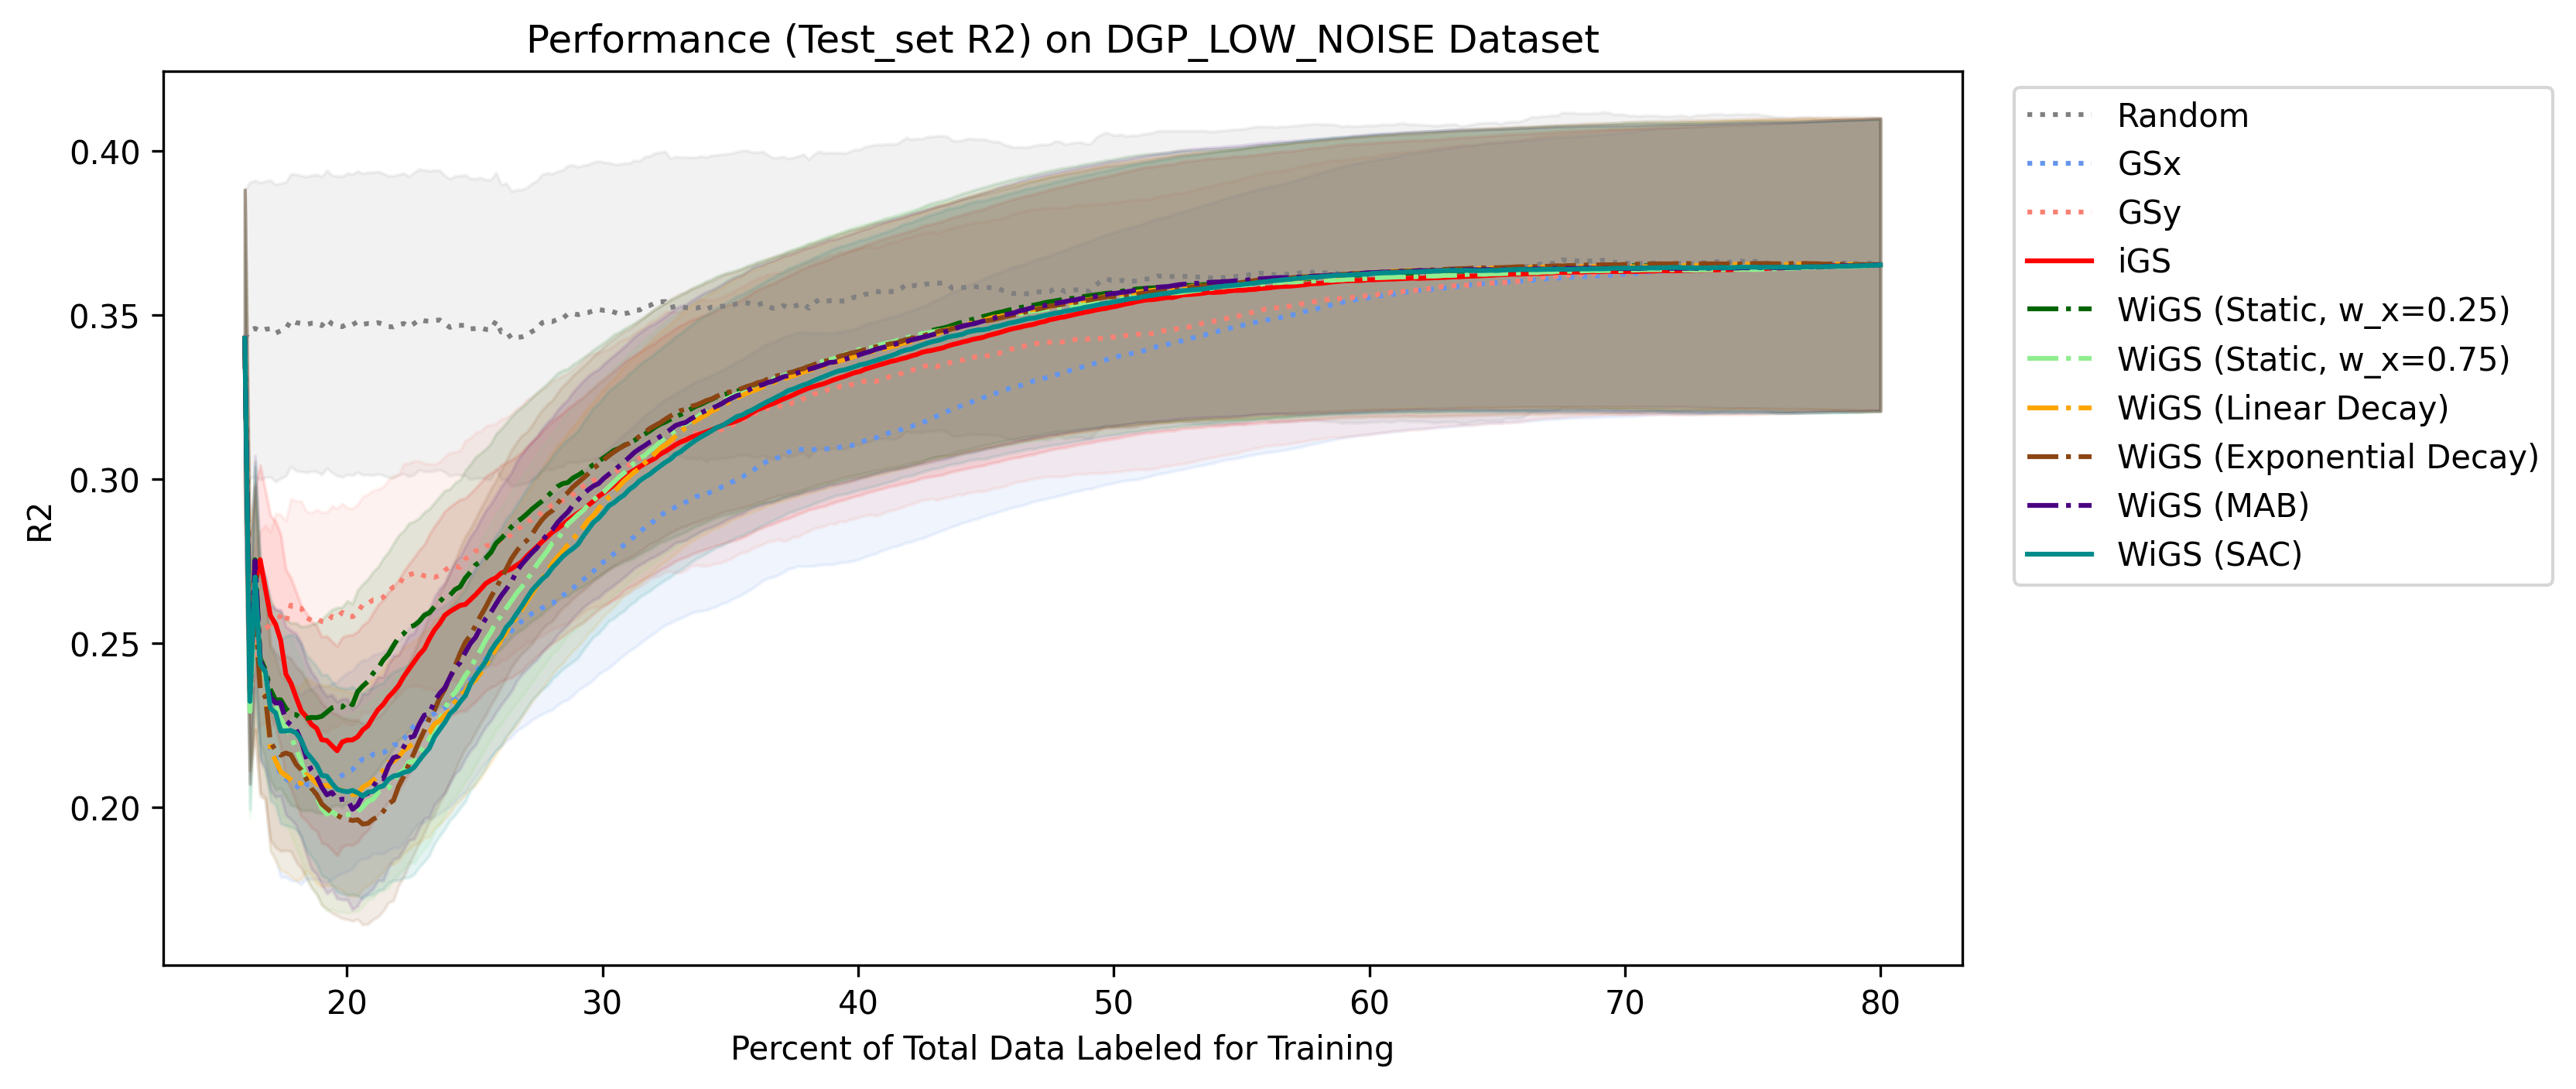 Performance (Test_set R2) on DGP_LOW_NOISE Dataset
R2
0.40
0.35
0.30
0.25
0.20
20
30
40
50
60
70
80
Percent of Total Data Labeled for Training
Random
GSx
GSy
iGS
WiGS (Static, w_x=0.25)
WiGS (Static, w_x=0.75)
WiGS (Linear Decay)
WiGS (Exponential Decay)
WiGS (MAB)
WiGS (SAC)